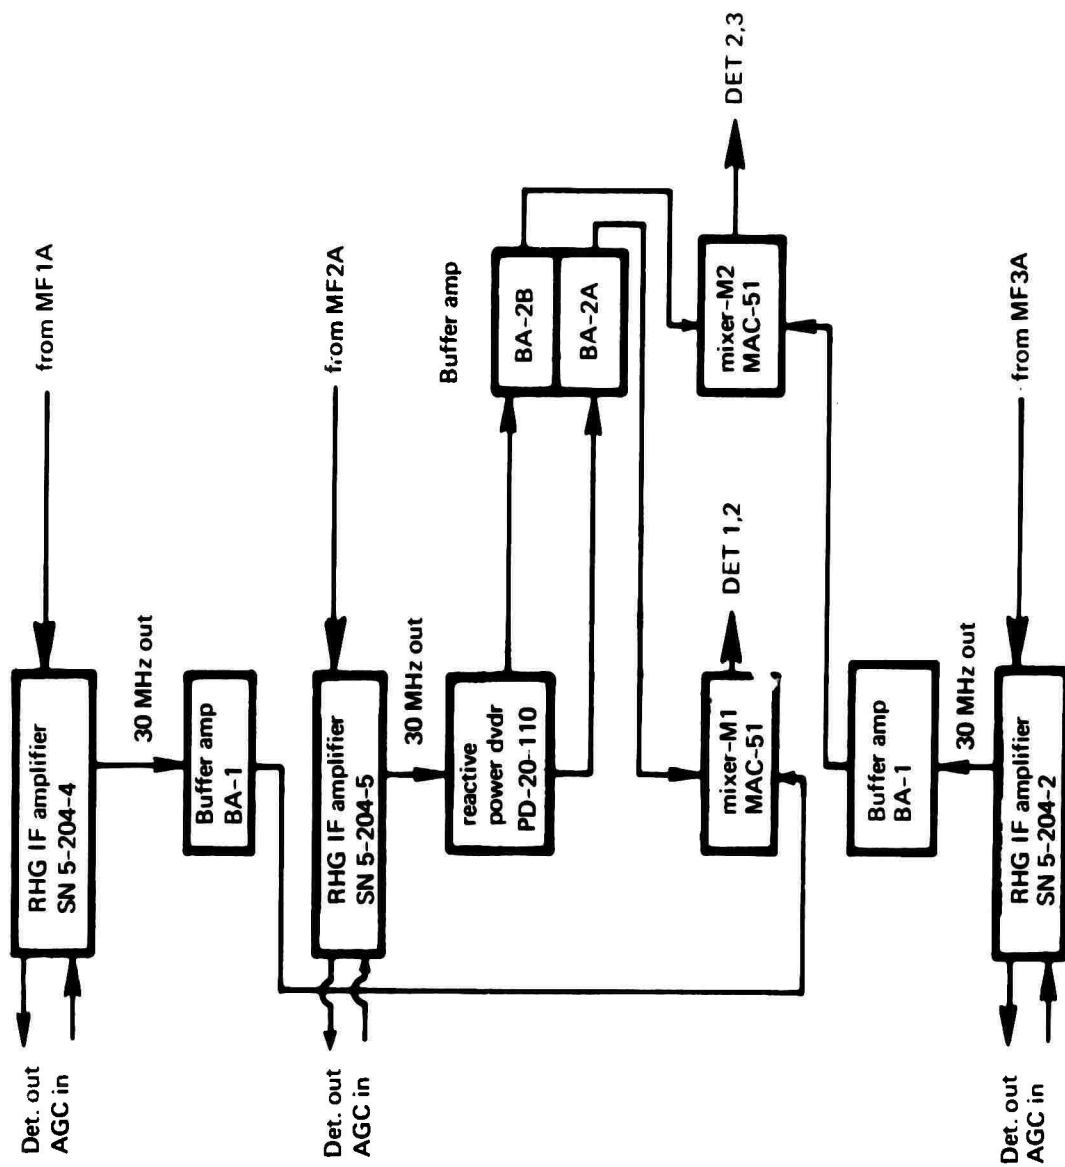 Det. out
AGC in
RHG IF amplifier
SN 5-204-4
from MF1A
30 MHz out
Buffer amp
BA-1
Det. out
AGC in
RHG IF amplifier
SN 5-204-5
from MF2A
30 MHz out
reactive
power dvdr
PD-20-110
Buffer amp
BA-2B
BA-2A
mixer-M1
MAC-51
DET 1,2
mixer-M2
MAC-51
DET 2,3
Buffer amp
BA-1
30 MHz out
Det. out
AGC in
RHG IF amplifier
SN 5-204-2
from MF3A